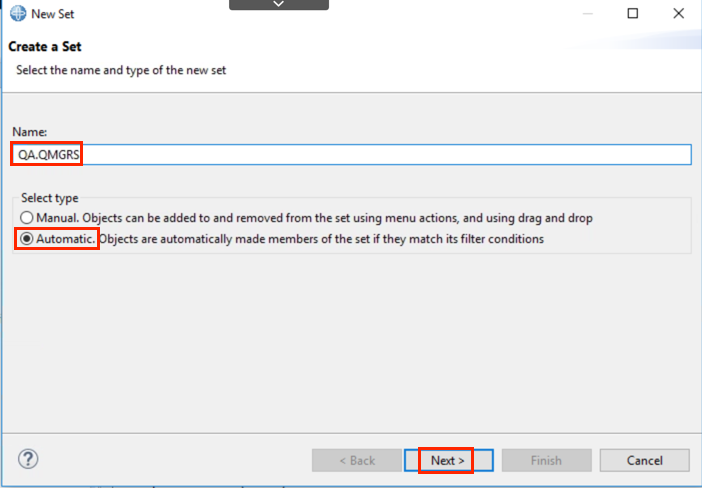 New Set
Create a Set
Select the name and type of the new set
Name:
QA.QMGRS
Select type
Manual. Objects can be added to and removed from the set using menu actions, and using drag and drop
Automatic. Objects are automatically made members of the set if they match its filter conditions
?
< Back
Next >
Finish
Cancel